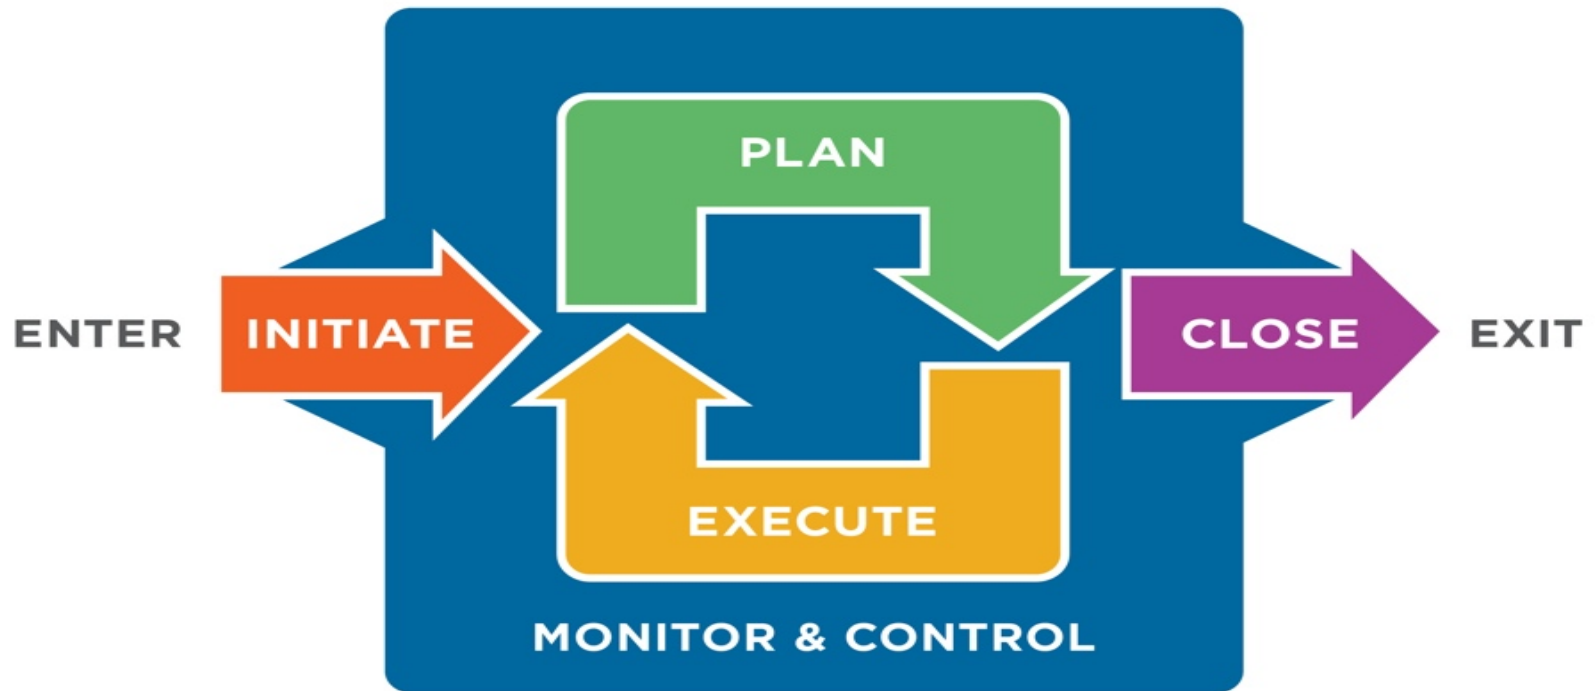 PLAN
ENTER
INITIATE
CLOSE
EXIT
EXECUTE
MONITOR & CONTROL